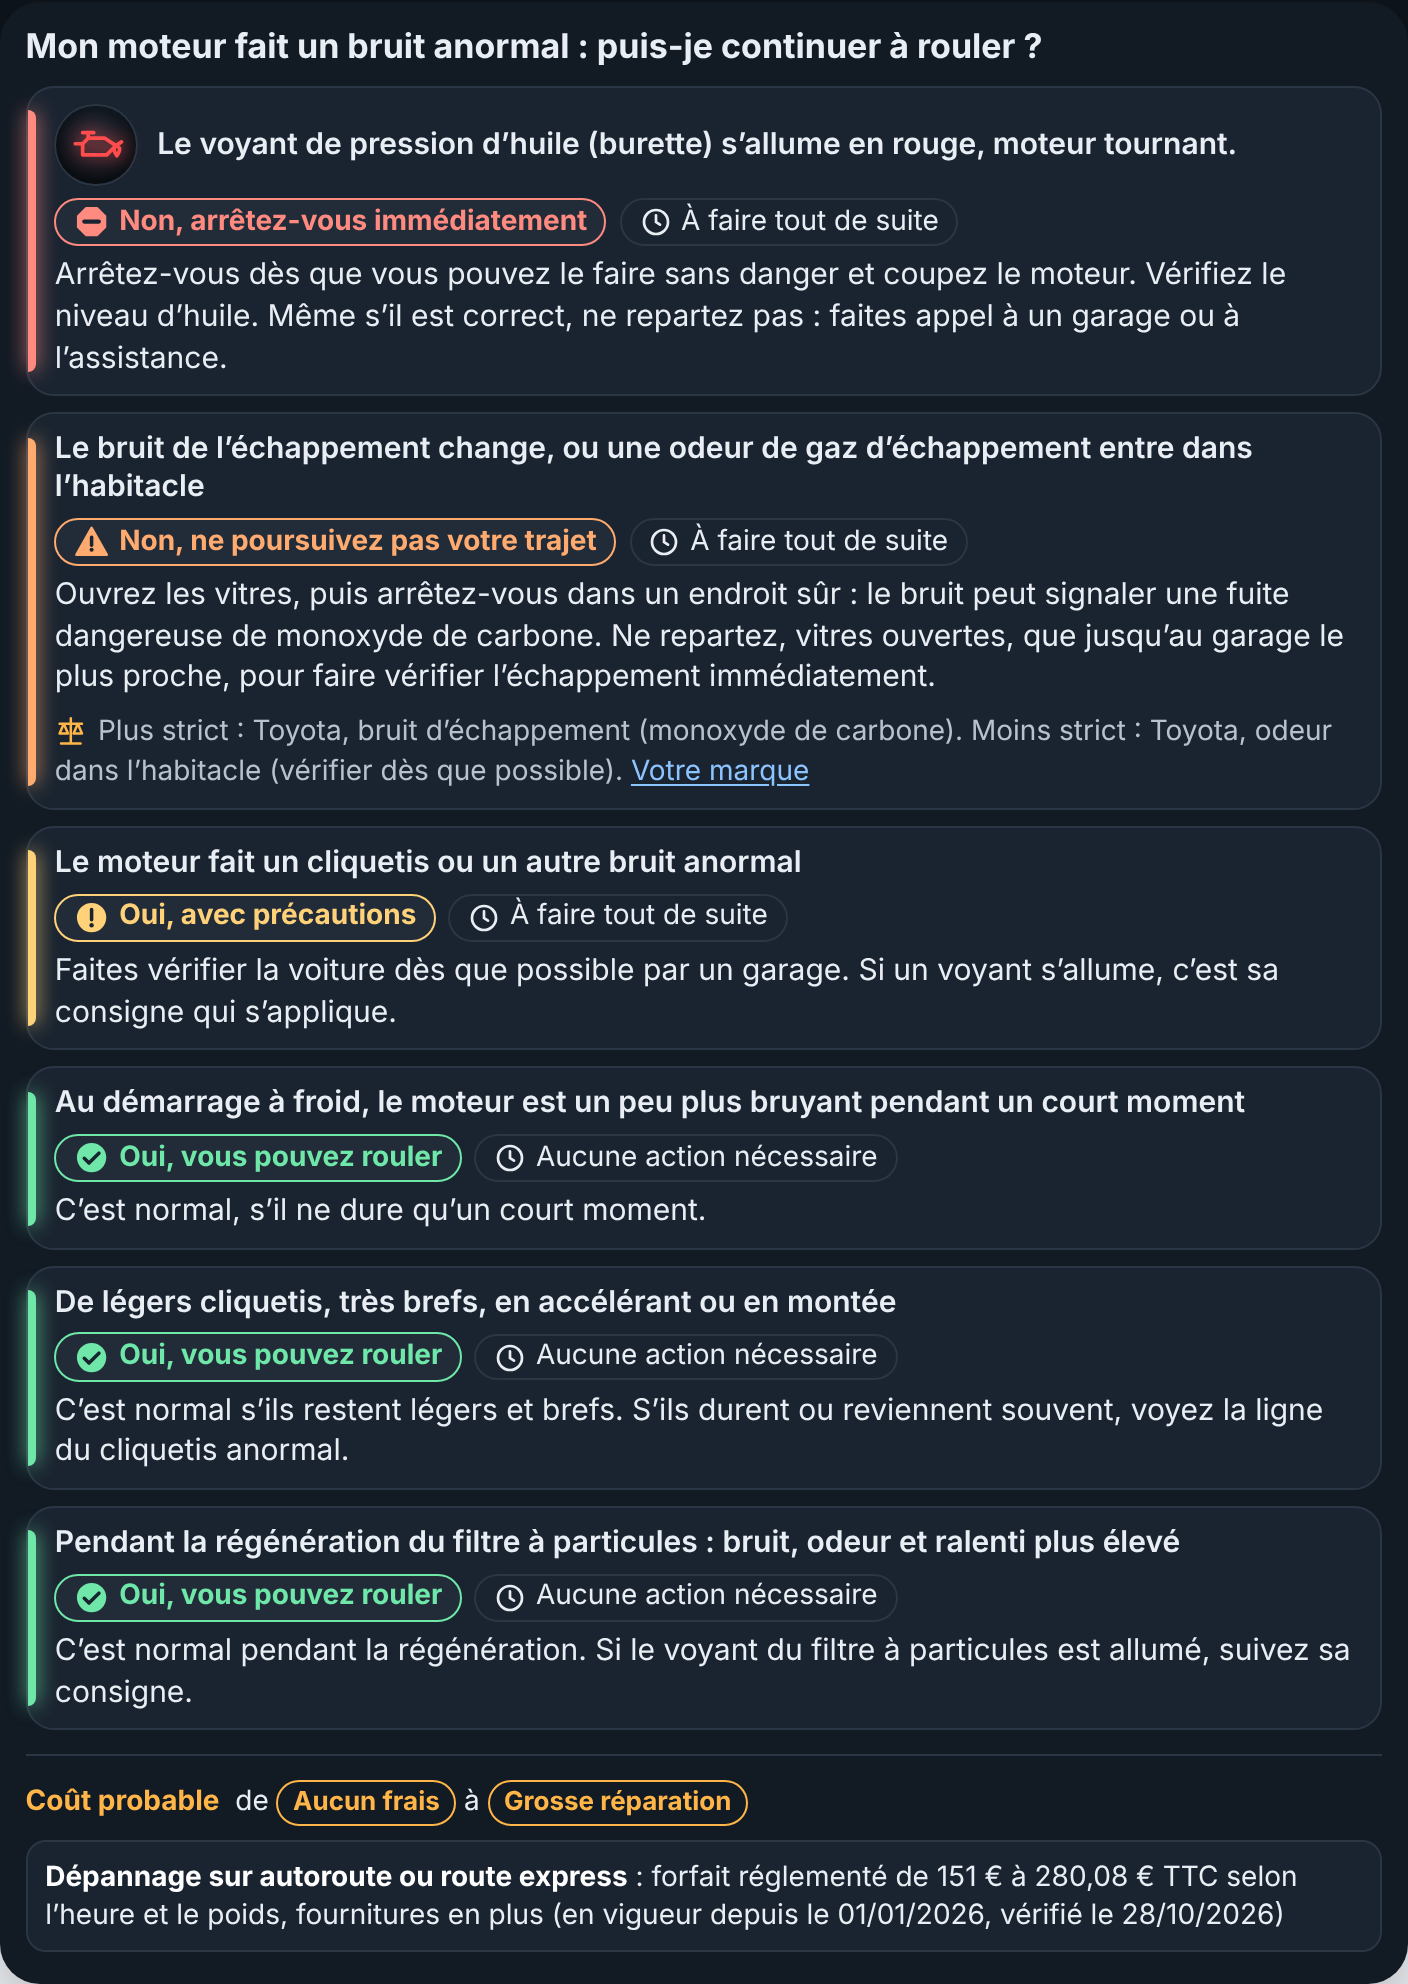 Mon moteur fait un bruit anormal : puis-je continuer à rouler ?
Le voyant de pression d’huile (burette) s’allume en rouge, moteur tournant.
Non, arrêtez-vous immédiatement
À faire tout de suite
Arrêtez-vous dès que vous pouvez le faire sans danger et coupez le moteur. Vérifiez le
niveau d’huile. Même s’il est correct, ne repartez pas : faites appel à un garage ou à
l’assistance.
Le bruit de l’échappement change, ou une odeur de gaz d’échappement entre dans
l’habitacle
Non, ne poursuivez pas votre trajet
À faire tout de suite
Ouvrez les vitres, puis arrêtez-vous dans un endroit sûr : le bruit peut signaler une fuite
dangereuse de monoxyde de carbone. Ne repartez, vitres ouvertes, que jusqu’au garage le
plus proche, pour faire vérifier l’échappement immédiatement.
Plus strict : Toyota, bruit d’échappement (monoxyde de carbone). Moins strict : Toyota, odeur
dans l’habitacle (vérifier dès que possible). Votre marque
Le moteur fait un cliquetis ou un autre bruit anormal
Oui, avec précautions
À faire tout de suite
Faites vérifier la voiture dès que possible par un garage. Si un voyant s’allume, c’est sa
consigne qui s’applique.
Au démarrage à froid, le moteur est un peu plus bruyant pendant un court moment
Oui, vous pouvez rouler
Aucune action nécessaire
C’est normal, s’il ne dure qu’un court moment.
De légers cliquetis, très brefs, en accélérant ou en montée
Oui, vous pouvez rouler
Aucune action nécessaire
C’est normal s’ils restent légers et brefs. S’ils durent ou reviennent souvent, voyez la ligne
du cliquetis anormal.
Pendant la régénération du filtre à particules : bruit, odeur et ralenti plus élevé
Oui, vous pouvez rouler
Aucune action nécessaire
C’est normal pendant la régénération. Si le voyant du filtre à particules est allumé, suivez sa
consigne.
Coût probable de Aucun frais à Grosse réparation
Dépannage sur autoroute ou route express : forfait réglementé de 151 € à 280,08 € TTC selon
l’heure et le poids, fournitures en plus (en vigueur depuis le 01/01/2026, vérifié le 28/10/2026)